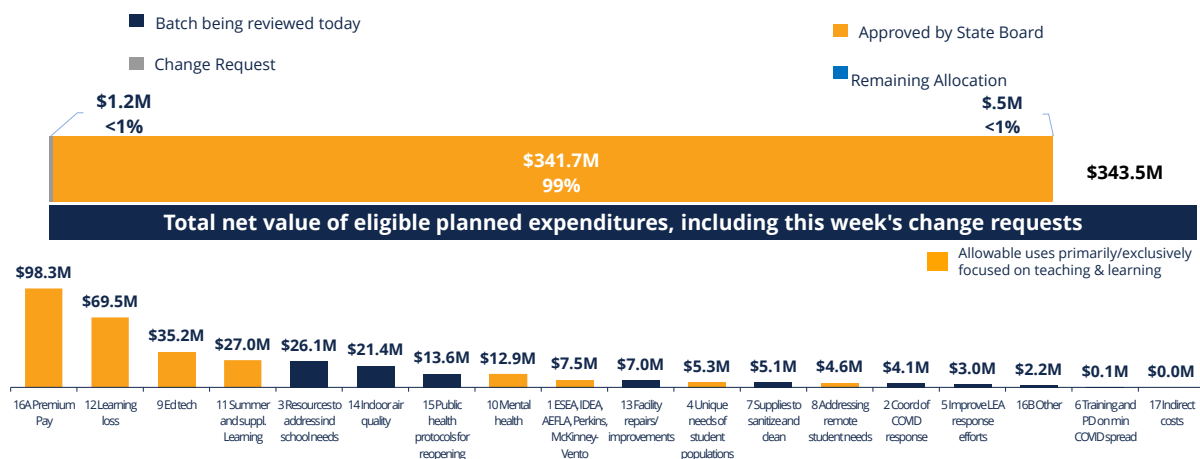 Batch being reviewed today
Approved by State Board
Change Request
Remaining Allocation
$1.2M
<1%
$.5M
<1%
$341.7M
99%
$343.5M
Total net value of eligible planned expenditures, including this week's change requests
Allowable uses primarily/exclusively
focused on teaching & learning
$98.3M
$69.5M
$35.2M
$27.0M
$26.1M
$21.4M
$13.6M
$12.9M
$7.5M
$7.0M
$5.3M
$5.1M
$4.6M
$4.1M
$3.0M
$2.2M
$0.1M
$0.0M
16A Premium
Pay
12 Learning
loss
9 Ed tech
11 Summer
and suppl.
Learning
3 Resources to
address ind
school needs
14 Indoor air
quality
15 Public
health
protocols for
reopening
10 Mental
health
1 ESEA, IDEA,
AEFLA, Perkins,
McKinney-
Vento
13 Facility
repairs/
improvements
4 Unique
needs of
student
populations
7 Supplies to
sanitize and
clean
8 Addressing
remote
student needs
2 Coord of
COVID
response
5 Improve LEA
response
efforts
16B Other
6 Training and
PD on min
COVID spread
17 Indirect
costs